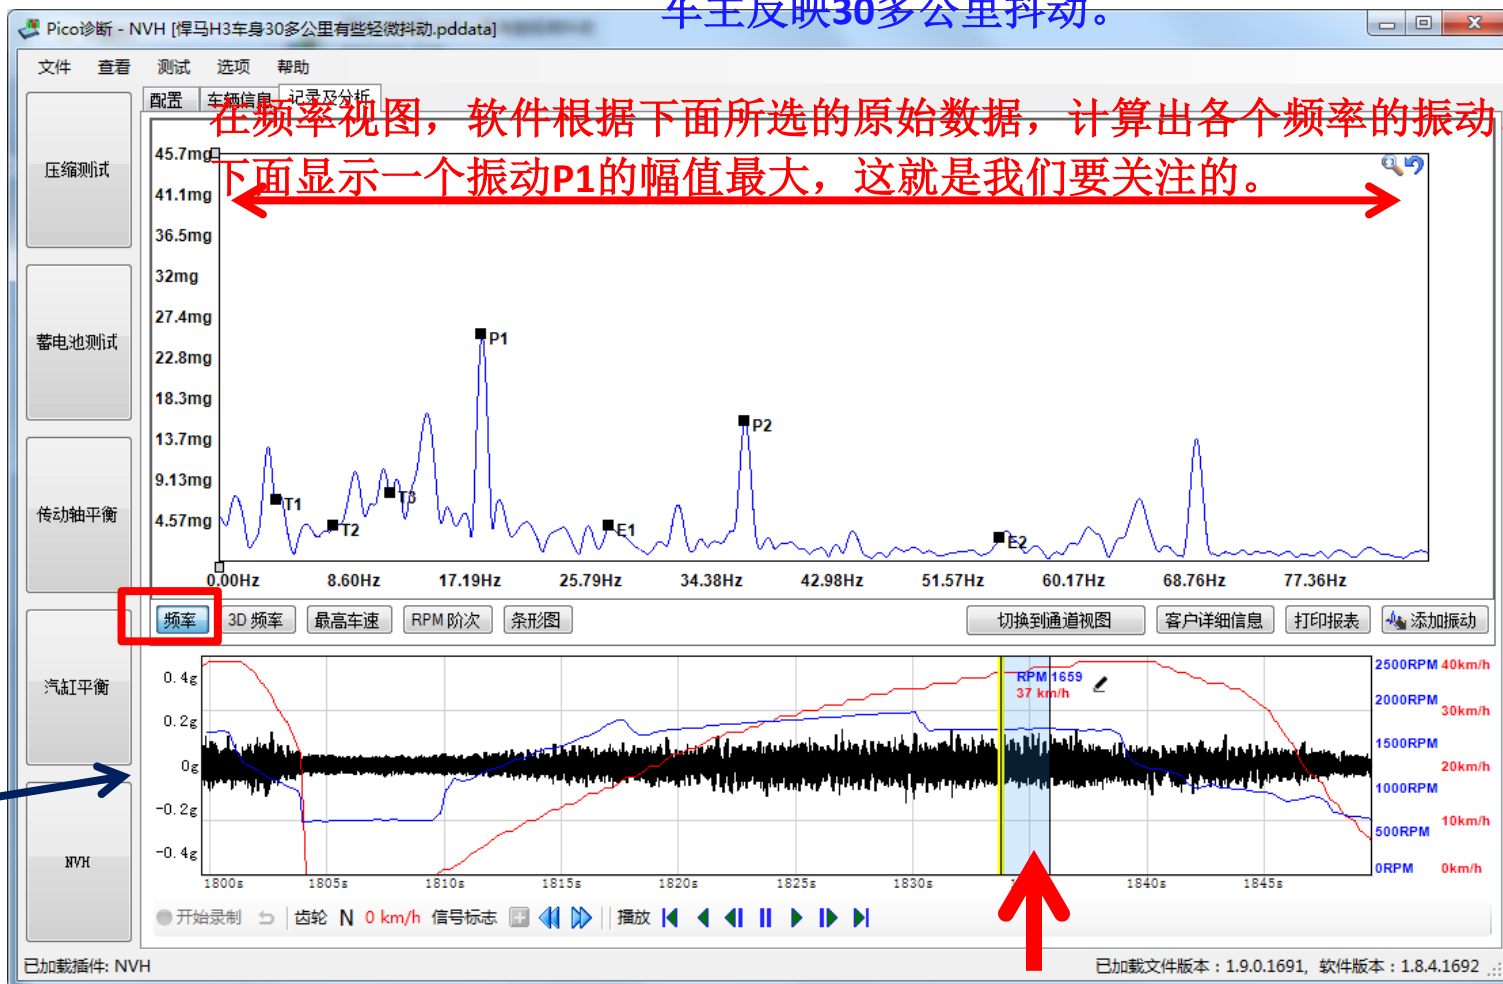 车主反映30多公里抖动。
Pico诊断 - NVH [悍马H3车身30多公里有些轻微抖动.pddata]
文件 查看 测试 选项 帮助
配置 车辆信息 记录及分析
在频率视图，软件根据下面所选的原始数据，计算出各个频率的振动
下面显示一个振动P1的幅值最大，这就是我们要关注的。
压缩测试
蓄电池测试
传动轴平衡
汽缸平衡
NVH
45.7mg
41.1mg
36.5mg
32mg
27.4mg
22.8mg
18.3mg
13.7mg
9.13mg
4.57mg
P1
P2
T1
T2
T3
E1
E2
0.00Hz 8.60Hz 17.19Hz 25.79Hz 34.38Hz 42.98Hz 51.57Hz 60.17Hz 68.76Hz 77.36Hz
频率 3D 频率 最高车速 RPM 阶次 条形图 切换到通道视图 客户详细信息 打印报表 添加振动
0.4g
0.2g
0g
-0.2g
-0.4g
RPM 1659
37 km/h
2500RPM 40km/h
2000RPM 30km/h
1500RPM
20km/h
1000RPM
10km/h
500RPM
0RPM 0km/h
1800s 1805s 1810s 1815s 1820s 1825s 1830s 1840s 1845s
开始录制 齿轮 N 0 km/h 信号标志 播放
已加载插件: NVH 已加载文件版本：1.9.0.1691, 软件版本：1.8.4.1692